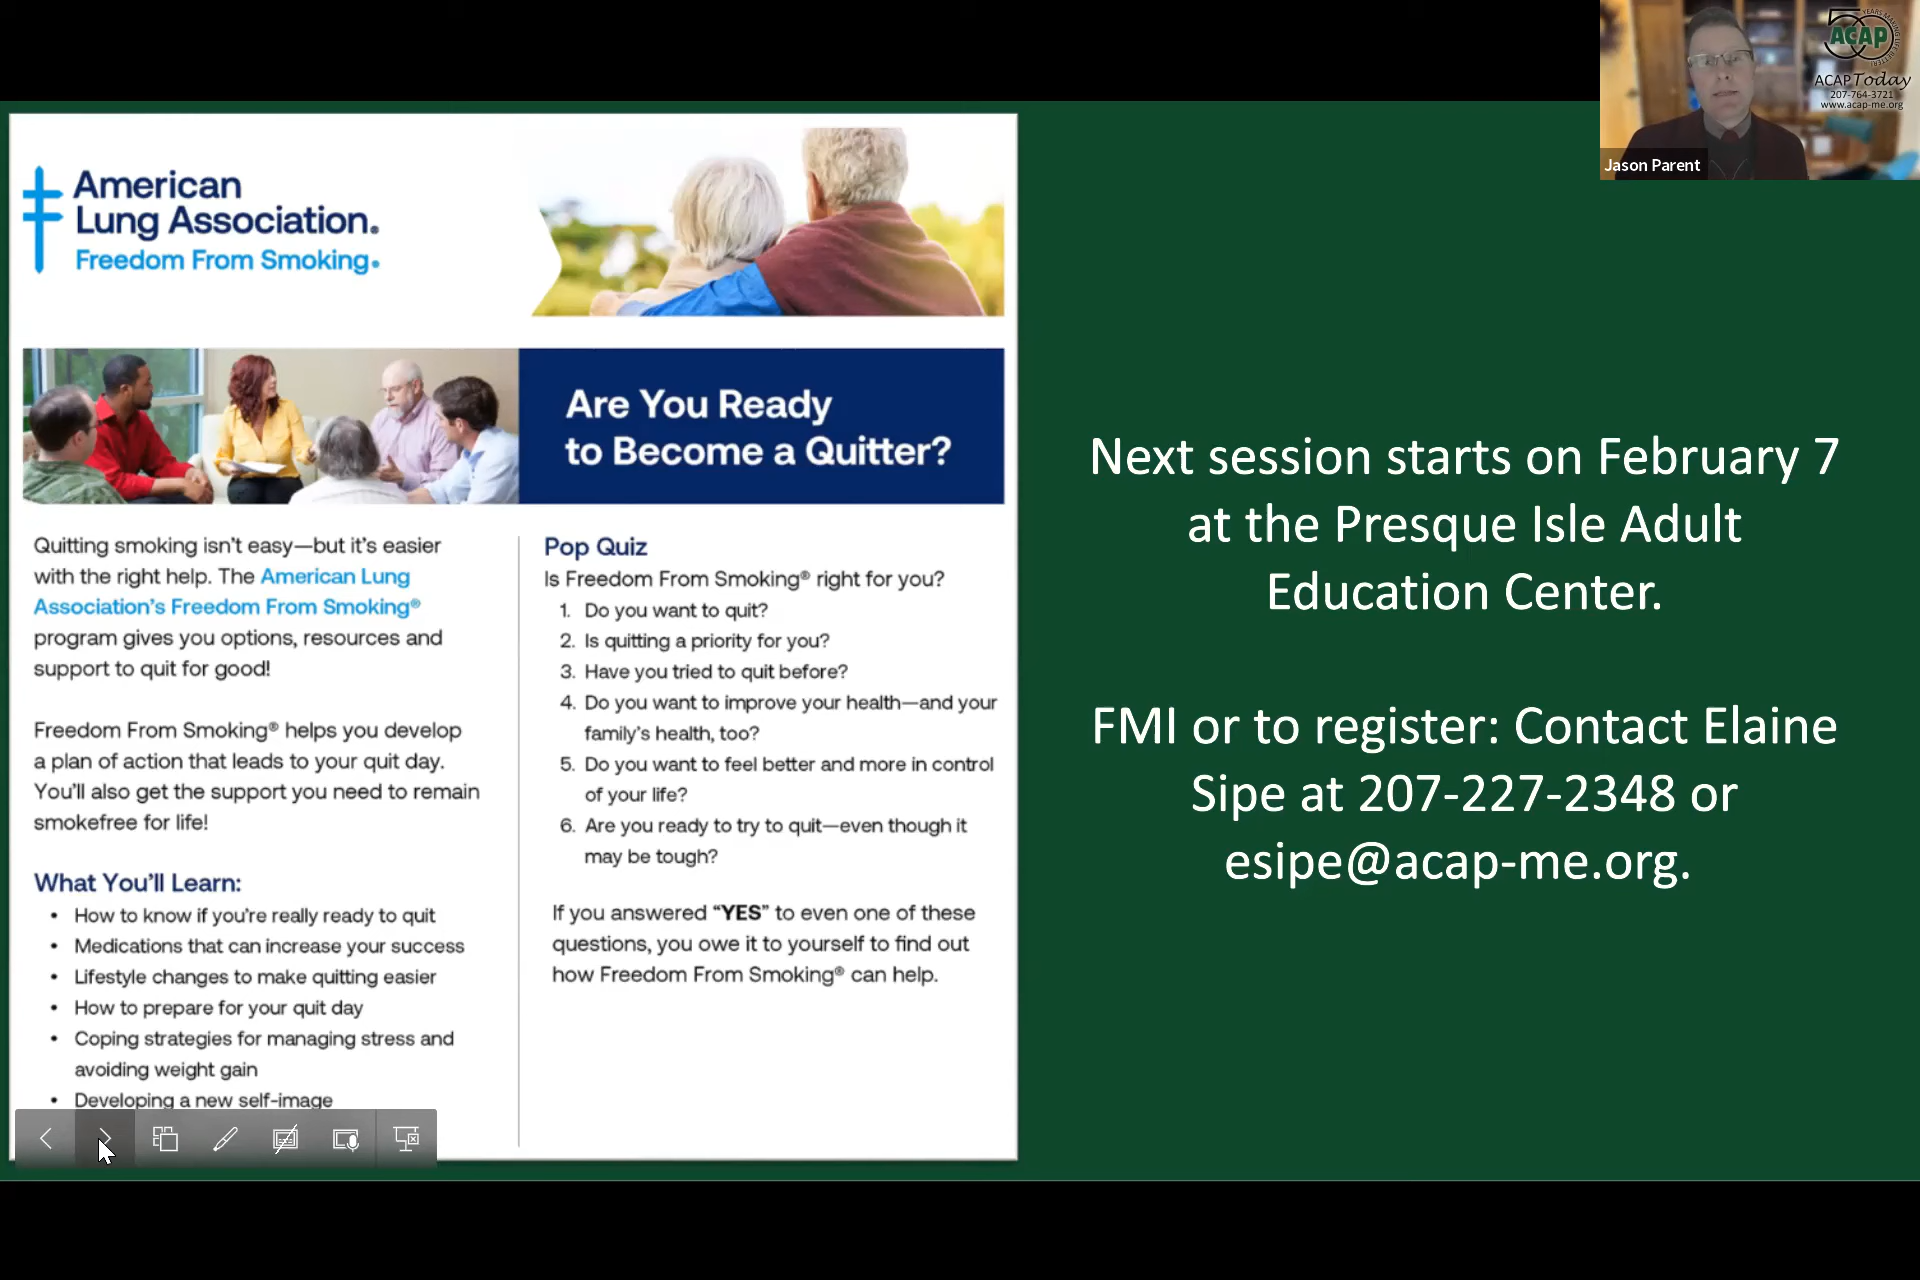 American
Lung Association®
Freedom From Smoking®
Are You Ready
to Become a Quitter?
Quitting smoking isn't easy—but it's easier
with the right help. The American Lung
Association's Freedom From Smoking®
program gives you options, resources and
support to quit for good!
Freedom From Smoking® helps you develop
a plan of action that leads to your quit day.
You'll also get the support you need to remain
smokefree for life!
What You'll Learn:
• How to know if you're really ready to quit
• Medications that can increase your success
• Lifestyle changes to make quitting easier
• How to prepare for your quit day
• Coping strategies for managing stress and
avoiding weight gain
• Developing a new self-image
Pop Quiz
Is Freedom From Smoking® right for you?
1. Do you want to quit?
2. Is quitting a priority for you?
3. Have you tried to quit before?
4. Do you want to improve your health—and your
family's health, too?
5. Do you want to feel better and more in control
of your life?
6. Are you ready to try to quit—even though it
may be tough?
If you answered “YES” to even one of these
questions, you owe it to yourself to find out
how Freedom From Smoking® can help.
Next session starts on February 7
at the Presque Isle Adult
Education Center.
FMI or to register: Contact Elaine
Sipe at 207-227-2348 or
esipe@acap-me.org.
50 YEARS MAKING LIFE BETTER!
ACAP
ACAP Today
207-764-3721
www.acap-me.org
Jason Parent